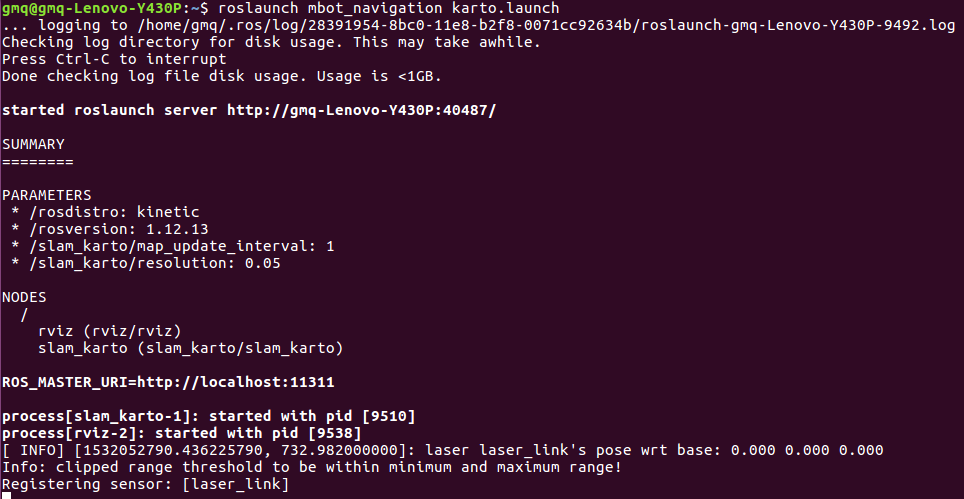 gmq@gmq-Lenovo-Y430P:~$ roslaunch mbot_navigation karto.launch
... logging to /home/gmq/.ros/log/28391954-8bc0-11e8-b2f8-0071cc92634b/roslaunch-gmq-Lenovo-Y430P-9492.log
Checking log directory for disk usage. This may take awhile.
Press Ctrl-C to interrupt
Done checking log file disk usage. Usage is <1GB.
started roslaunch server http://gmq-Lenovo-Y430P:40487/
SUMMARY
========
PARAMETERS
 * /rosdistro: kinetic
 * /rosversion: 1.12.13
 * /slam_karto/map_update_interval: 1
 * /slam_karto/resolution: 0.05
NODES
  /
    rviz (rviz/rviz)
    slam_karto (slam_karto/slam_karto)
ROS_MASTER_URI=http://localhost:11311
process[slam_karto-1]: started with pid [9510]
process[rviz-2]: started with pid [9538]
[ INFO] [1532052790.436225790, 732.982000000]: laser laser_link's pose wrt base: 0.000 0.000 0.000
Info: clipped range threshold to be within minimum and maximum range!
Registering sensor: [laser_link]